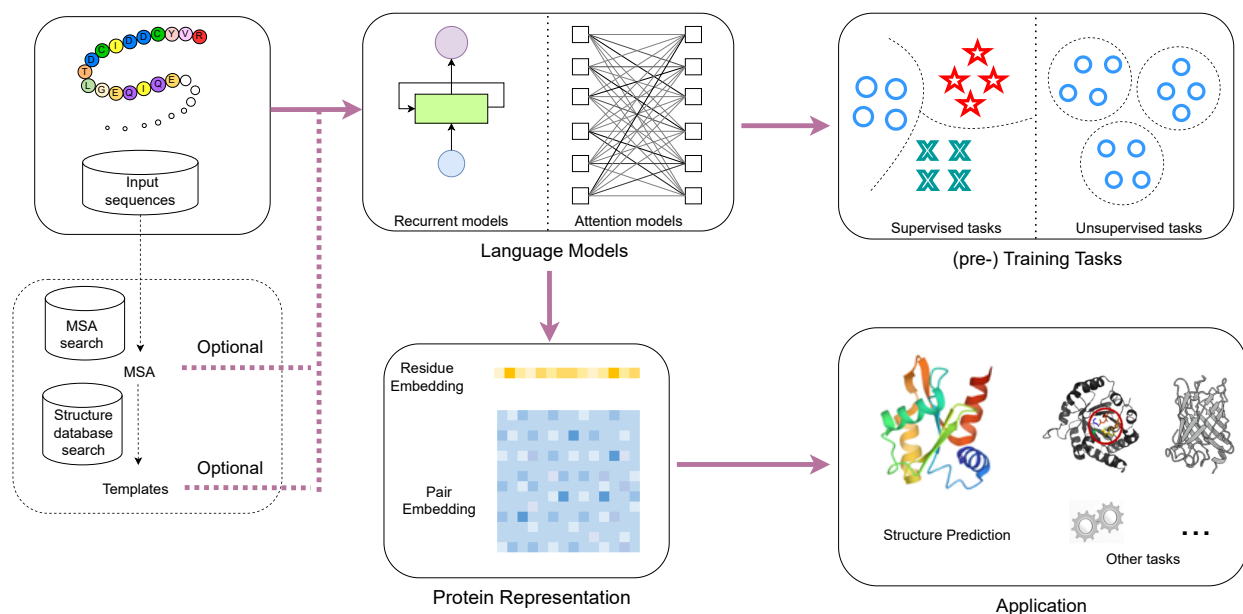 D C I D D C Y V R
T
L G E Q I Q E
Input
sequences
MSA
search
MSA
Structure
database
search
Templates
Optional
Optional
Recurrent models
Attention models
Language Models
Supervised tasks
Unsupervised tasks
(pre-) Training Tasks
Residue
Embedding
Pair
Embedding
Protein Representation
Structure Prediction
...
Other tasks
Application